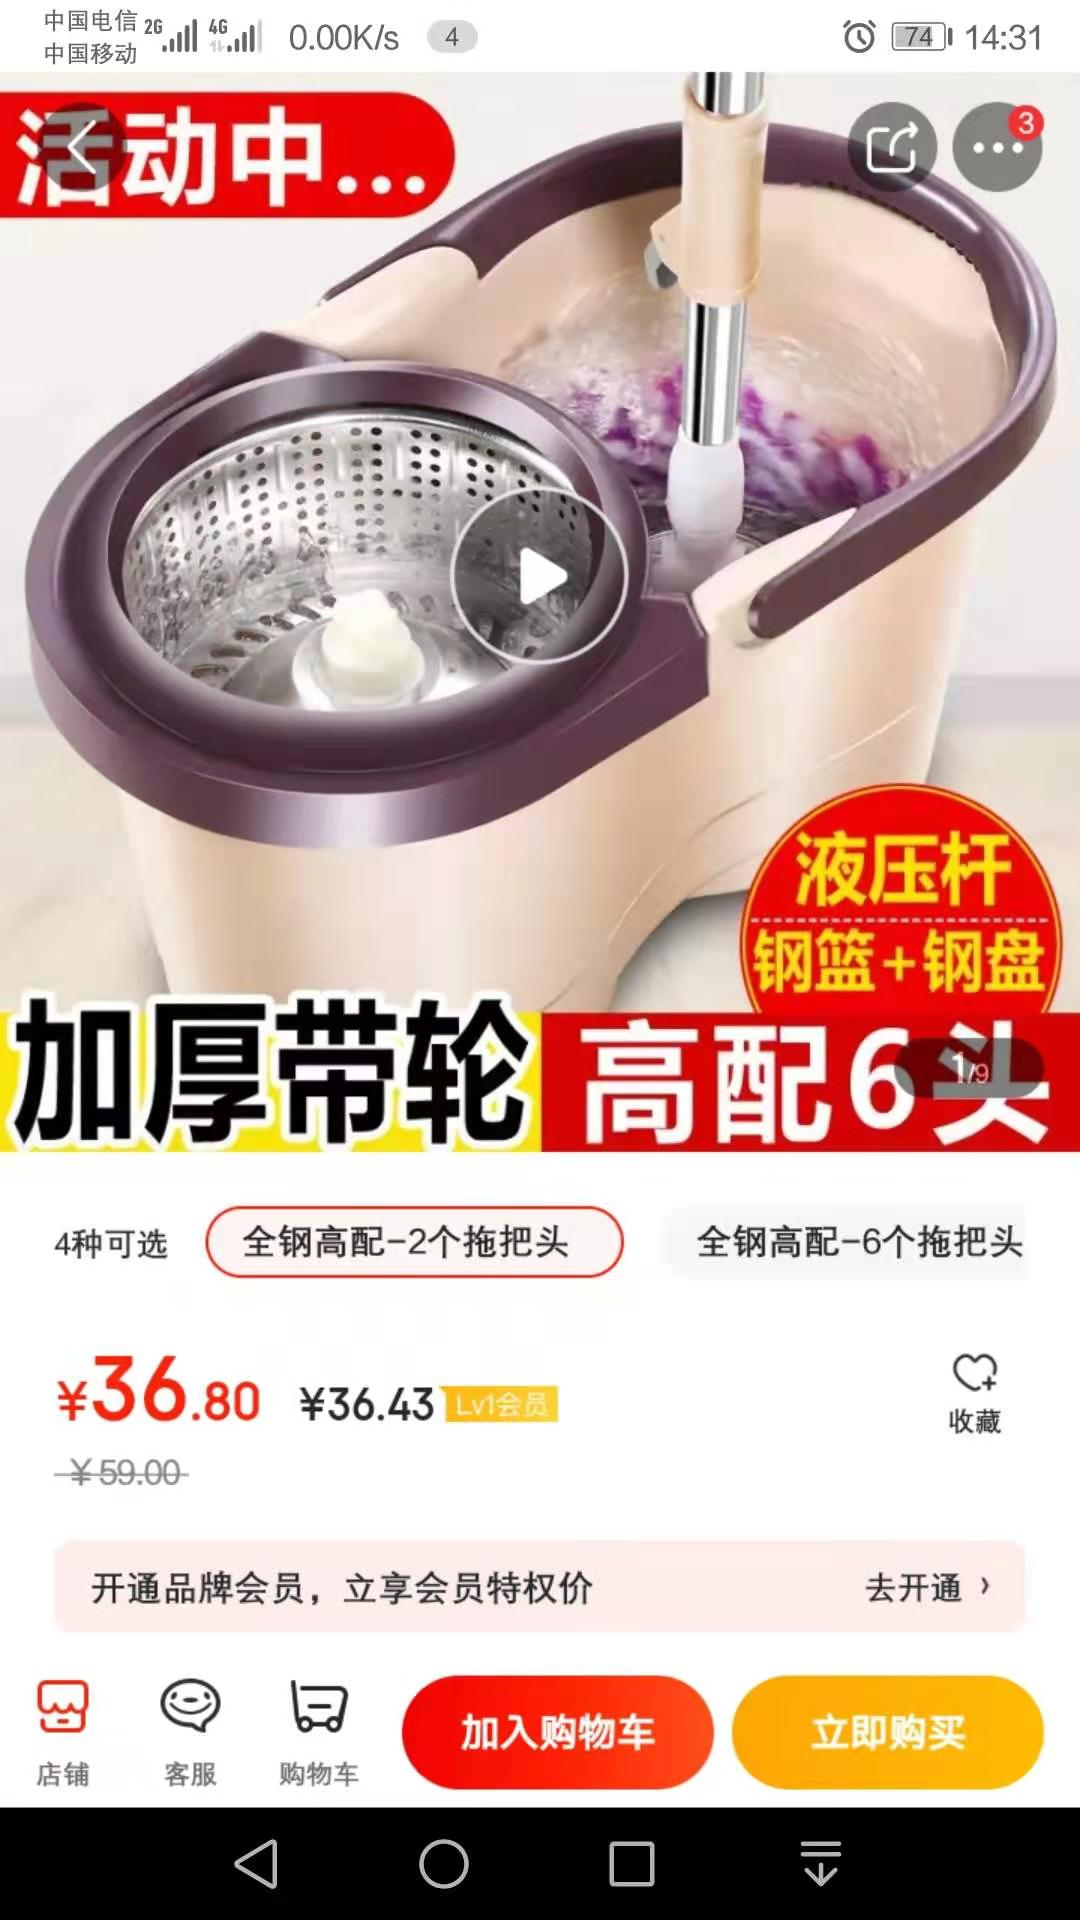 中国电信 2G 4G 0.00K/s 4 74 14:31
中国移动
活动中...
3
液压杆
钢篮+钢盘
加厚带轮 高配6头
1/9
4种可选 全钢高配-2个拖把头 全钢高配-6个拖把头
¥36.80 ¥36.43 Lv1会员
收藏
¥59.00
开通品牌会员，立享会员特权价 去开通 ›
店铺 客服 购物车 加入购物车 立即购买